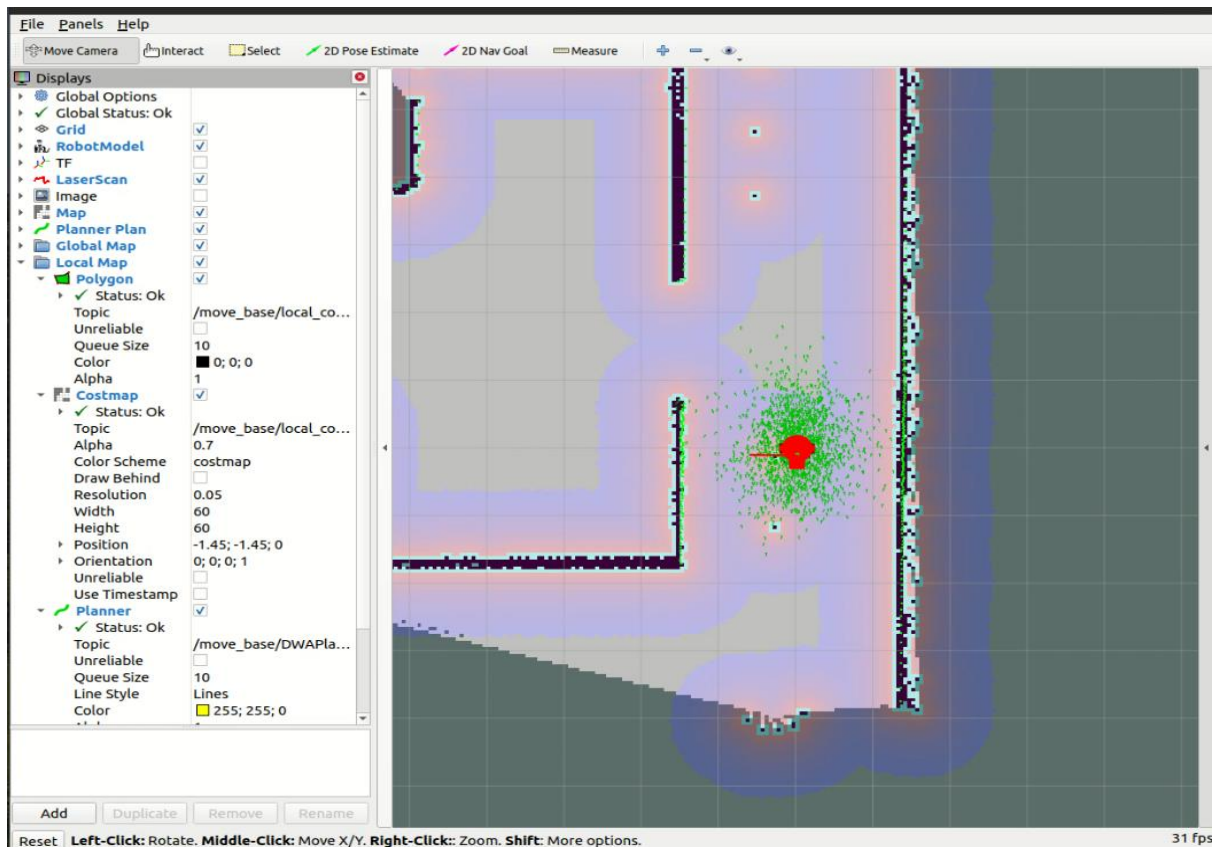 File Panels Help
Move Camera Interact Select 2D Pose Estimate 2D Nav Goal Measure
Displays
Global Options
Global Status: Ok
Grid
RobotModel
TF
LaserScan
Image
Map
Planner Plan
Global Map
Local Map
Polygon
Status: Ok
Topic /move_base/local_co...
Unreliable
Queue Size 10
Color 0; 0; 0
Alpha 1
Costmap
Status: Ok
Topic /move_base/local_co...
Alpha 0.7
Color Scheme costmap
Draw Behind
Resolution 0.05
Width 60
Height 60
Position -1.45; -1.45; 0
Orientation 0; 0; 0; 1
Unreliable
Use Timestamp
Planner
Status: Ok
Topic /move_base/DWAPla...
Unreliable
Queue Size 10
Line Style Lines
Color 255; 255; 0
Add Duplicate Remove Rename
Reset Left-Click: Rotate. Middle-Click: Move X/Y. Right-Click:: Zoom. Shift: More options. 31 fps